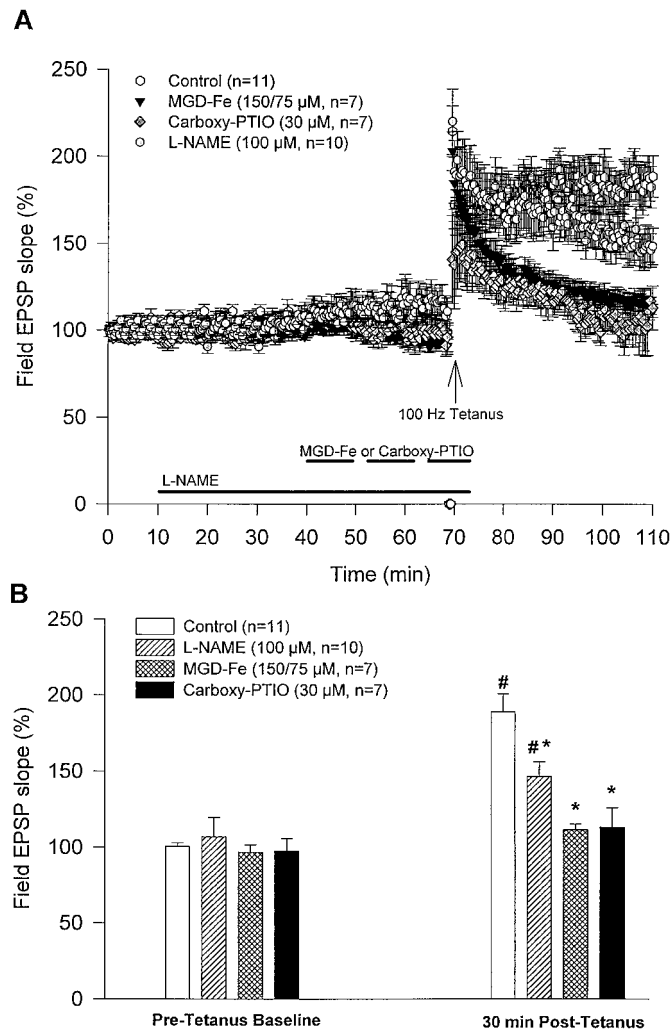 A
250
200
150
100
50
0
Field EPSP slope (%)
Control (n=11)
MGD-Fe (150/75 µM, n=7)
Carboxy-PTIO (30 µM, n=7)
L-NAME (100 µM, n=10)
100 Hz Tetanus
MGD-Fe or Carboxy-PTIO
L-NAME
0 10 20 30 40 50 60 70 80 90 100 110
Time (min)
B
250
200
150
100
50
0
Field EPSP slope (%)
Control (n=11)
L-NAME (100 µM, n=10)
MGD-Fe (150/75 µM, n=7)
Carboxy-PTIO (30 µM, n=7)
#
# *
*
*
Pre-Tetanus Baseline
30 min Post-Tetanus